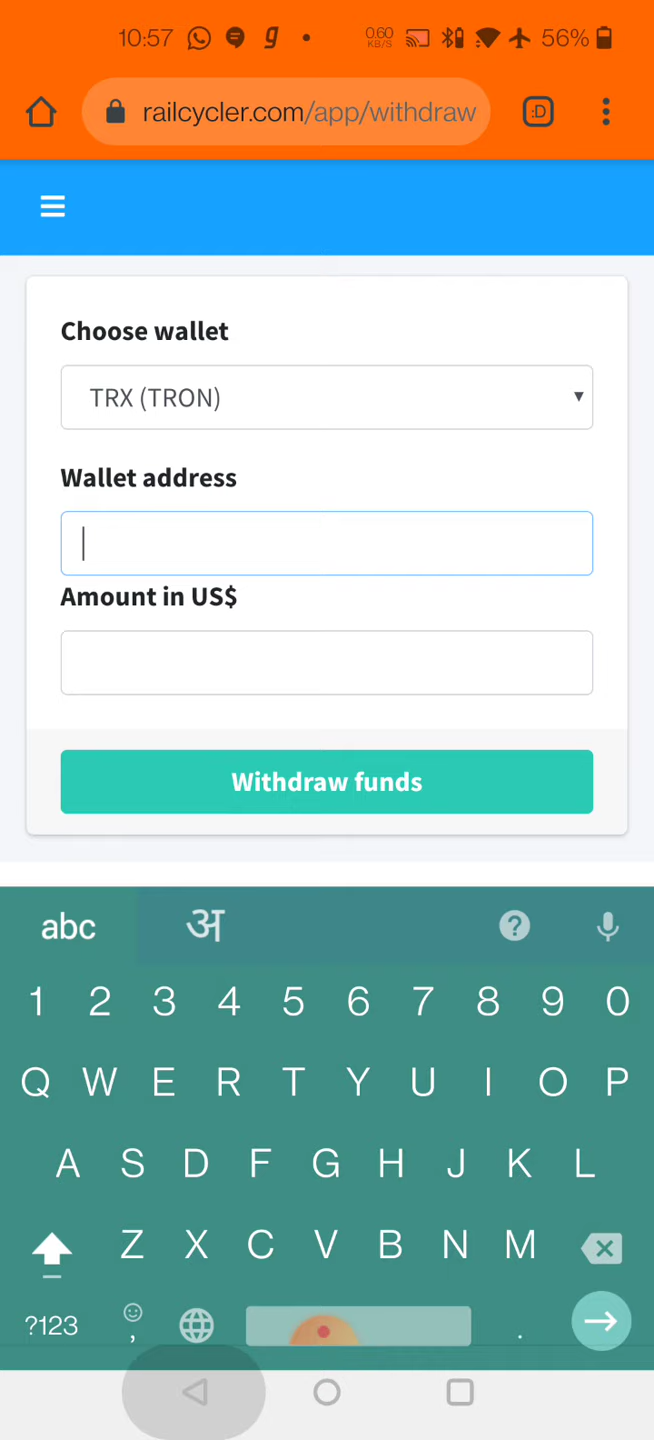 10:57 g 0.60 KB/S 56%
railcycler.com/app/withdraw :D
Choose wallet
TRX (TRON)
Wallet address
Amount in US$
Withdraw funds
abc अ ?
1 2 3 4 5 6 7 8 9 0
Q W E R T Y U I O P
A S D F G H J K L
Z X C V B N M
?123 , .